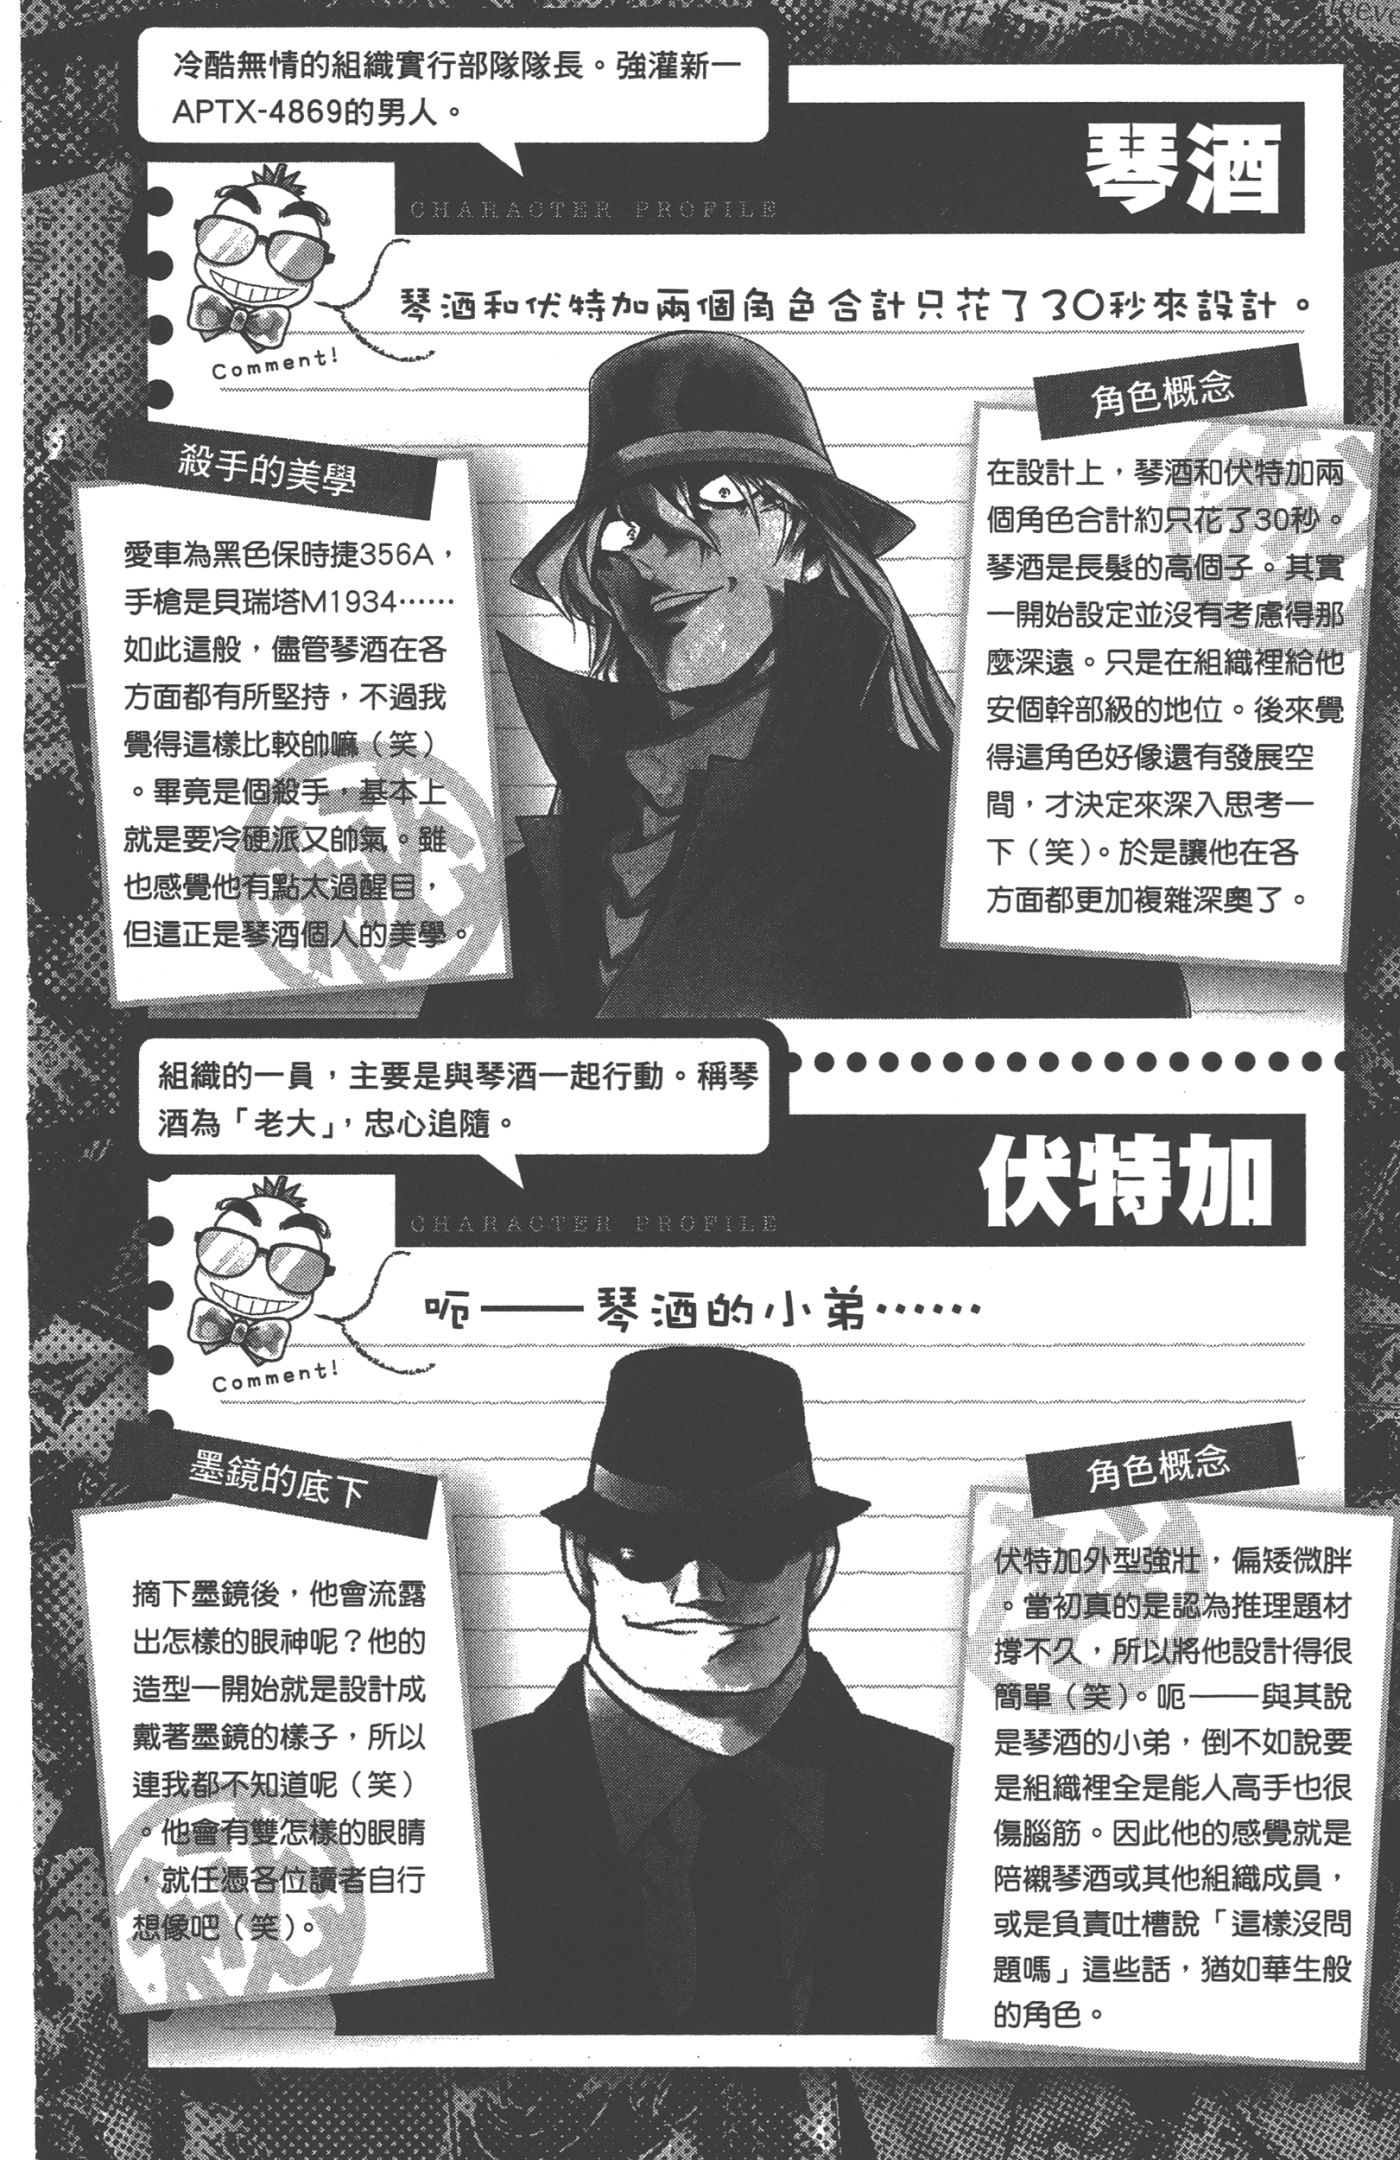 冷酷無情的組織實行部隊隊長。強灌新一
APTX-4869的男人。
琴酒
CHARACTER PROFILE
琴酒和伏特加兩個角色合計只花了30秒來設計。
Comment!
殺手的美學
愛車為黑色保時捷356A，
手槍是貝瑞塔M1934……
如此這般，儘管琴酒在各
方面都有所堅持，不過我
覺得這樣比較帥嘛（笑）
。畢竟是個殺手，基本上
就是要冷硬派又帥氣。雖
也感覺他有點太過醒目，
但這正是琴酒個人的美學。
角色概念
在設計上，琴酒和伏特加兩
個角色合計約只花了30秒。
琴酒是長髮的高個子。其實
一開始設定並沒有考慮得那
麼深遠。只是在組織裡給他
安個幹部級的地位。後來覺
得這角色好像還有發展空
間，才決定來深入思考一
下（笑）。於是讓他在各
方面都更加複雜深奧了。
組織的一員，主要是與琴酒一起行動。稱琴
酒為「老大」，忠心追隨。
伏特加
CHARACTER PROFILE
呃——琴酒的小弟……
Comment!
墨鏡的底下
摘下墨鏡後，他會流露
出怎樣的眼神呢？他的
造型一開始就是設計成
戴著墨鏡的樣子，所以
連我都不知道呢（笑）
。他會有雙怎樣的眼睛
，就任憑各位讀者自行
想像吧（笑）。
角色概念
伏特加外型強壯，偏矮微胖
。當初真的是認為推理題材
撐不久，所以將他設計得很
簡單（笑）。呃——與其說
是琴酒的小弟，倒不如說要
是組織裡全是能人高手也很
傷腦筋。因此他的感覺就是
陪襯琴酒或其他組織成員，
或是負責吐槽說「這樣沒問
題嗎」這些話，猶如華生般
的角色。